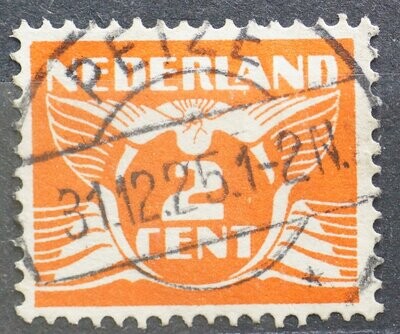 PEIZE
NEDERLAND
31.12.25.1-2N.
2
CENT